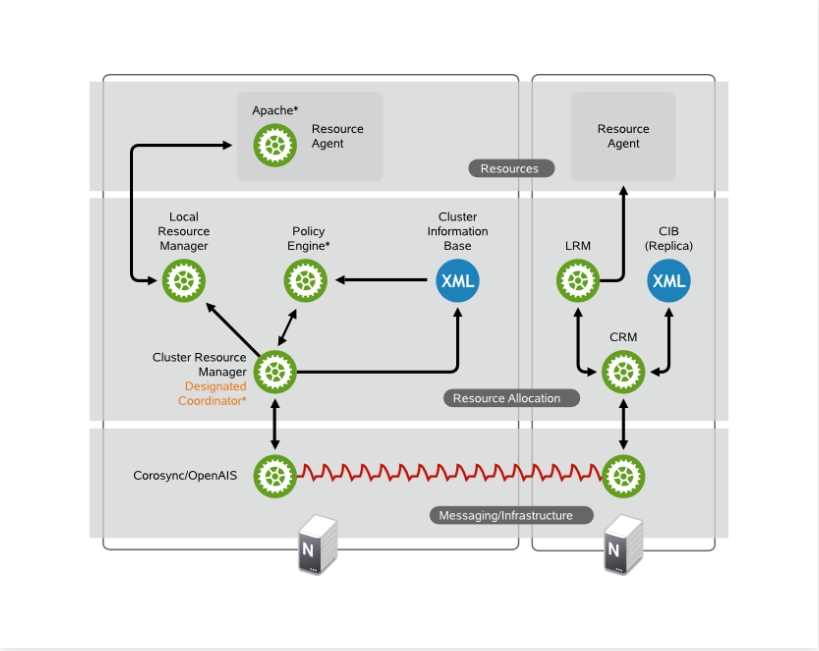 Apache*
Resource
Agent
Resource
Agent
Resources
Local
Resource
Manager
Policy
Engine*
Cluster
Information
Base
LRM
CIB
(Replica)
XML
XML
CRM
Cluster Resource
Manager
Designated
Coordinator*
Resource Allocation
Corosync/OpenAIS
Messaging/Infrastructure
N
N